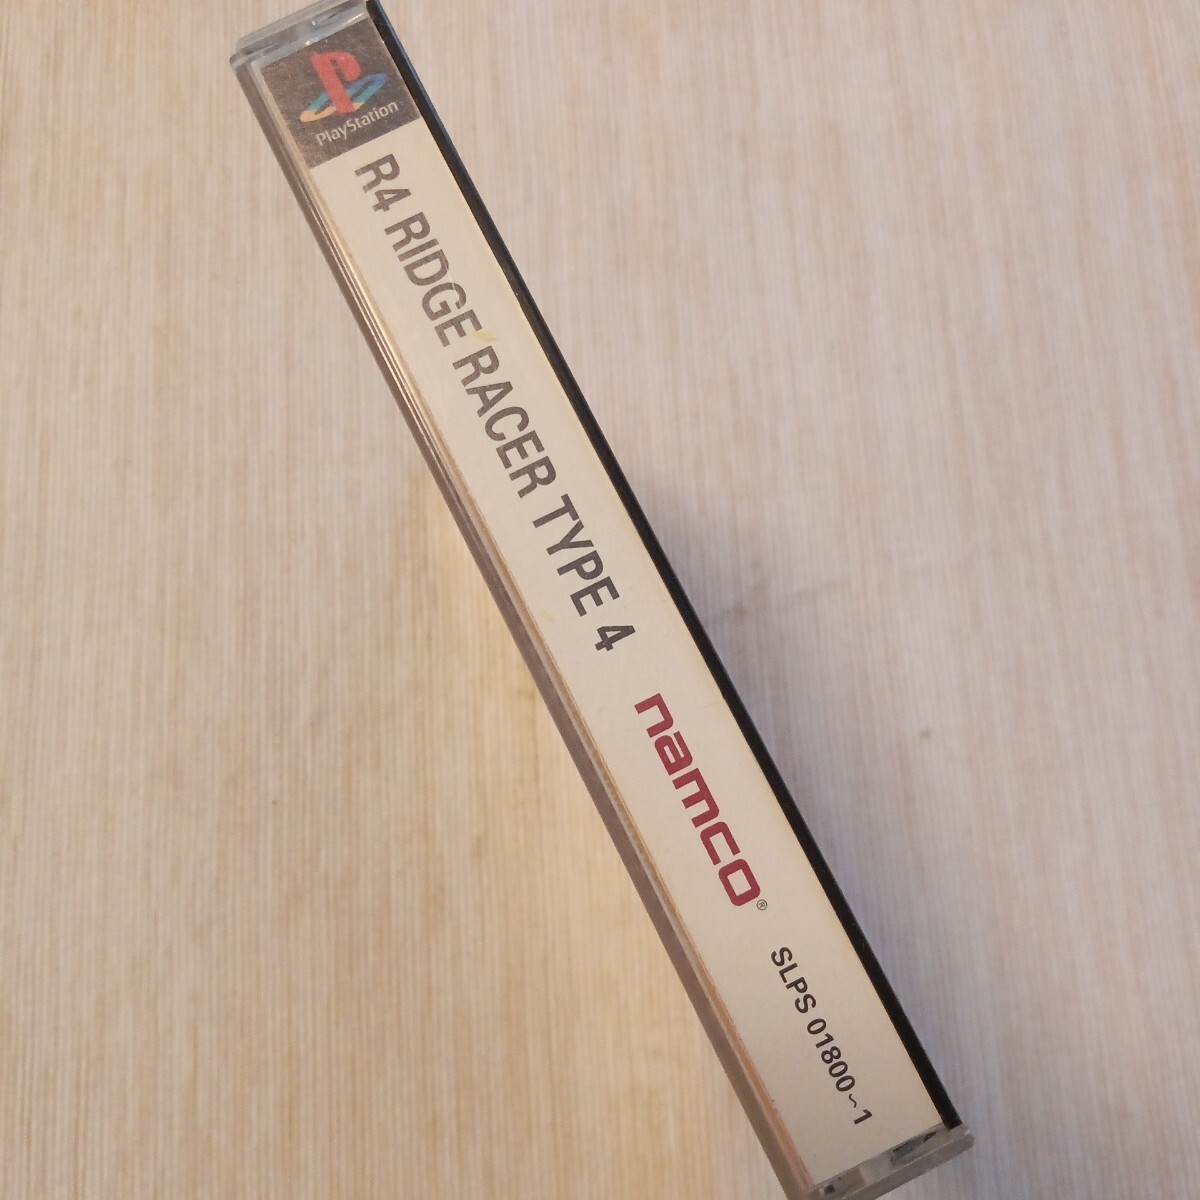 PlayStation
R4 RIDGE RACER TYPE 4
namco®
SLPS 01800~1